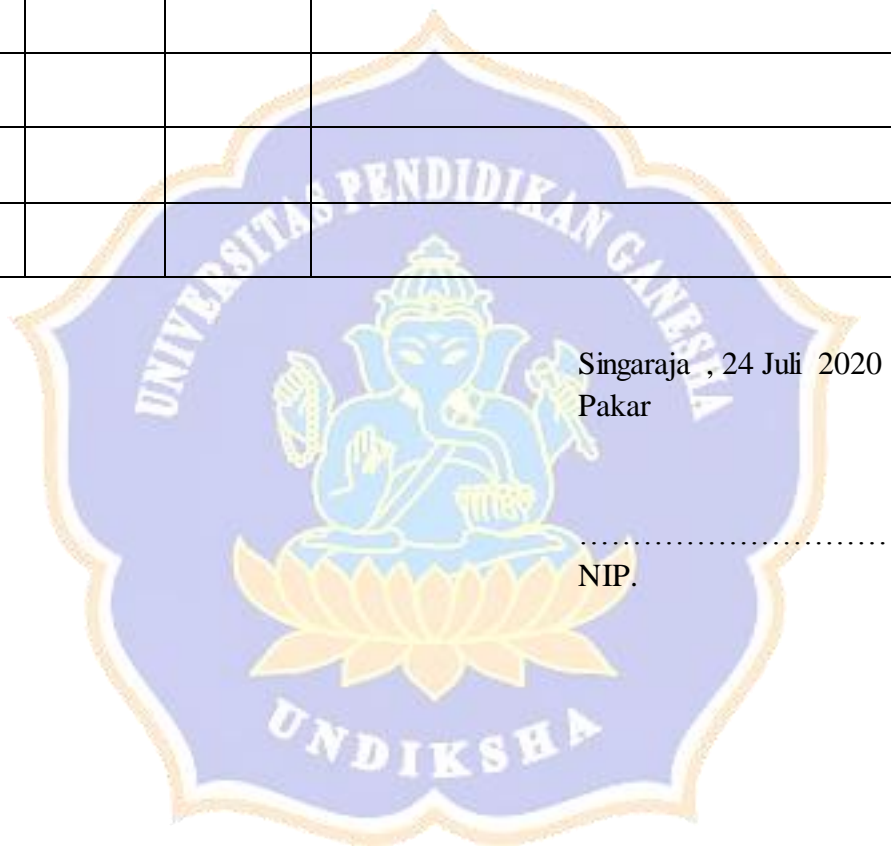 UNIVERSITAS PENDIDIKAN GANESHA
Singaraja , 24 Juli 2020
Pakar
…………………………
NIP.
UNDIKSHA